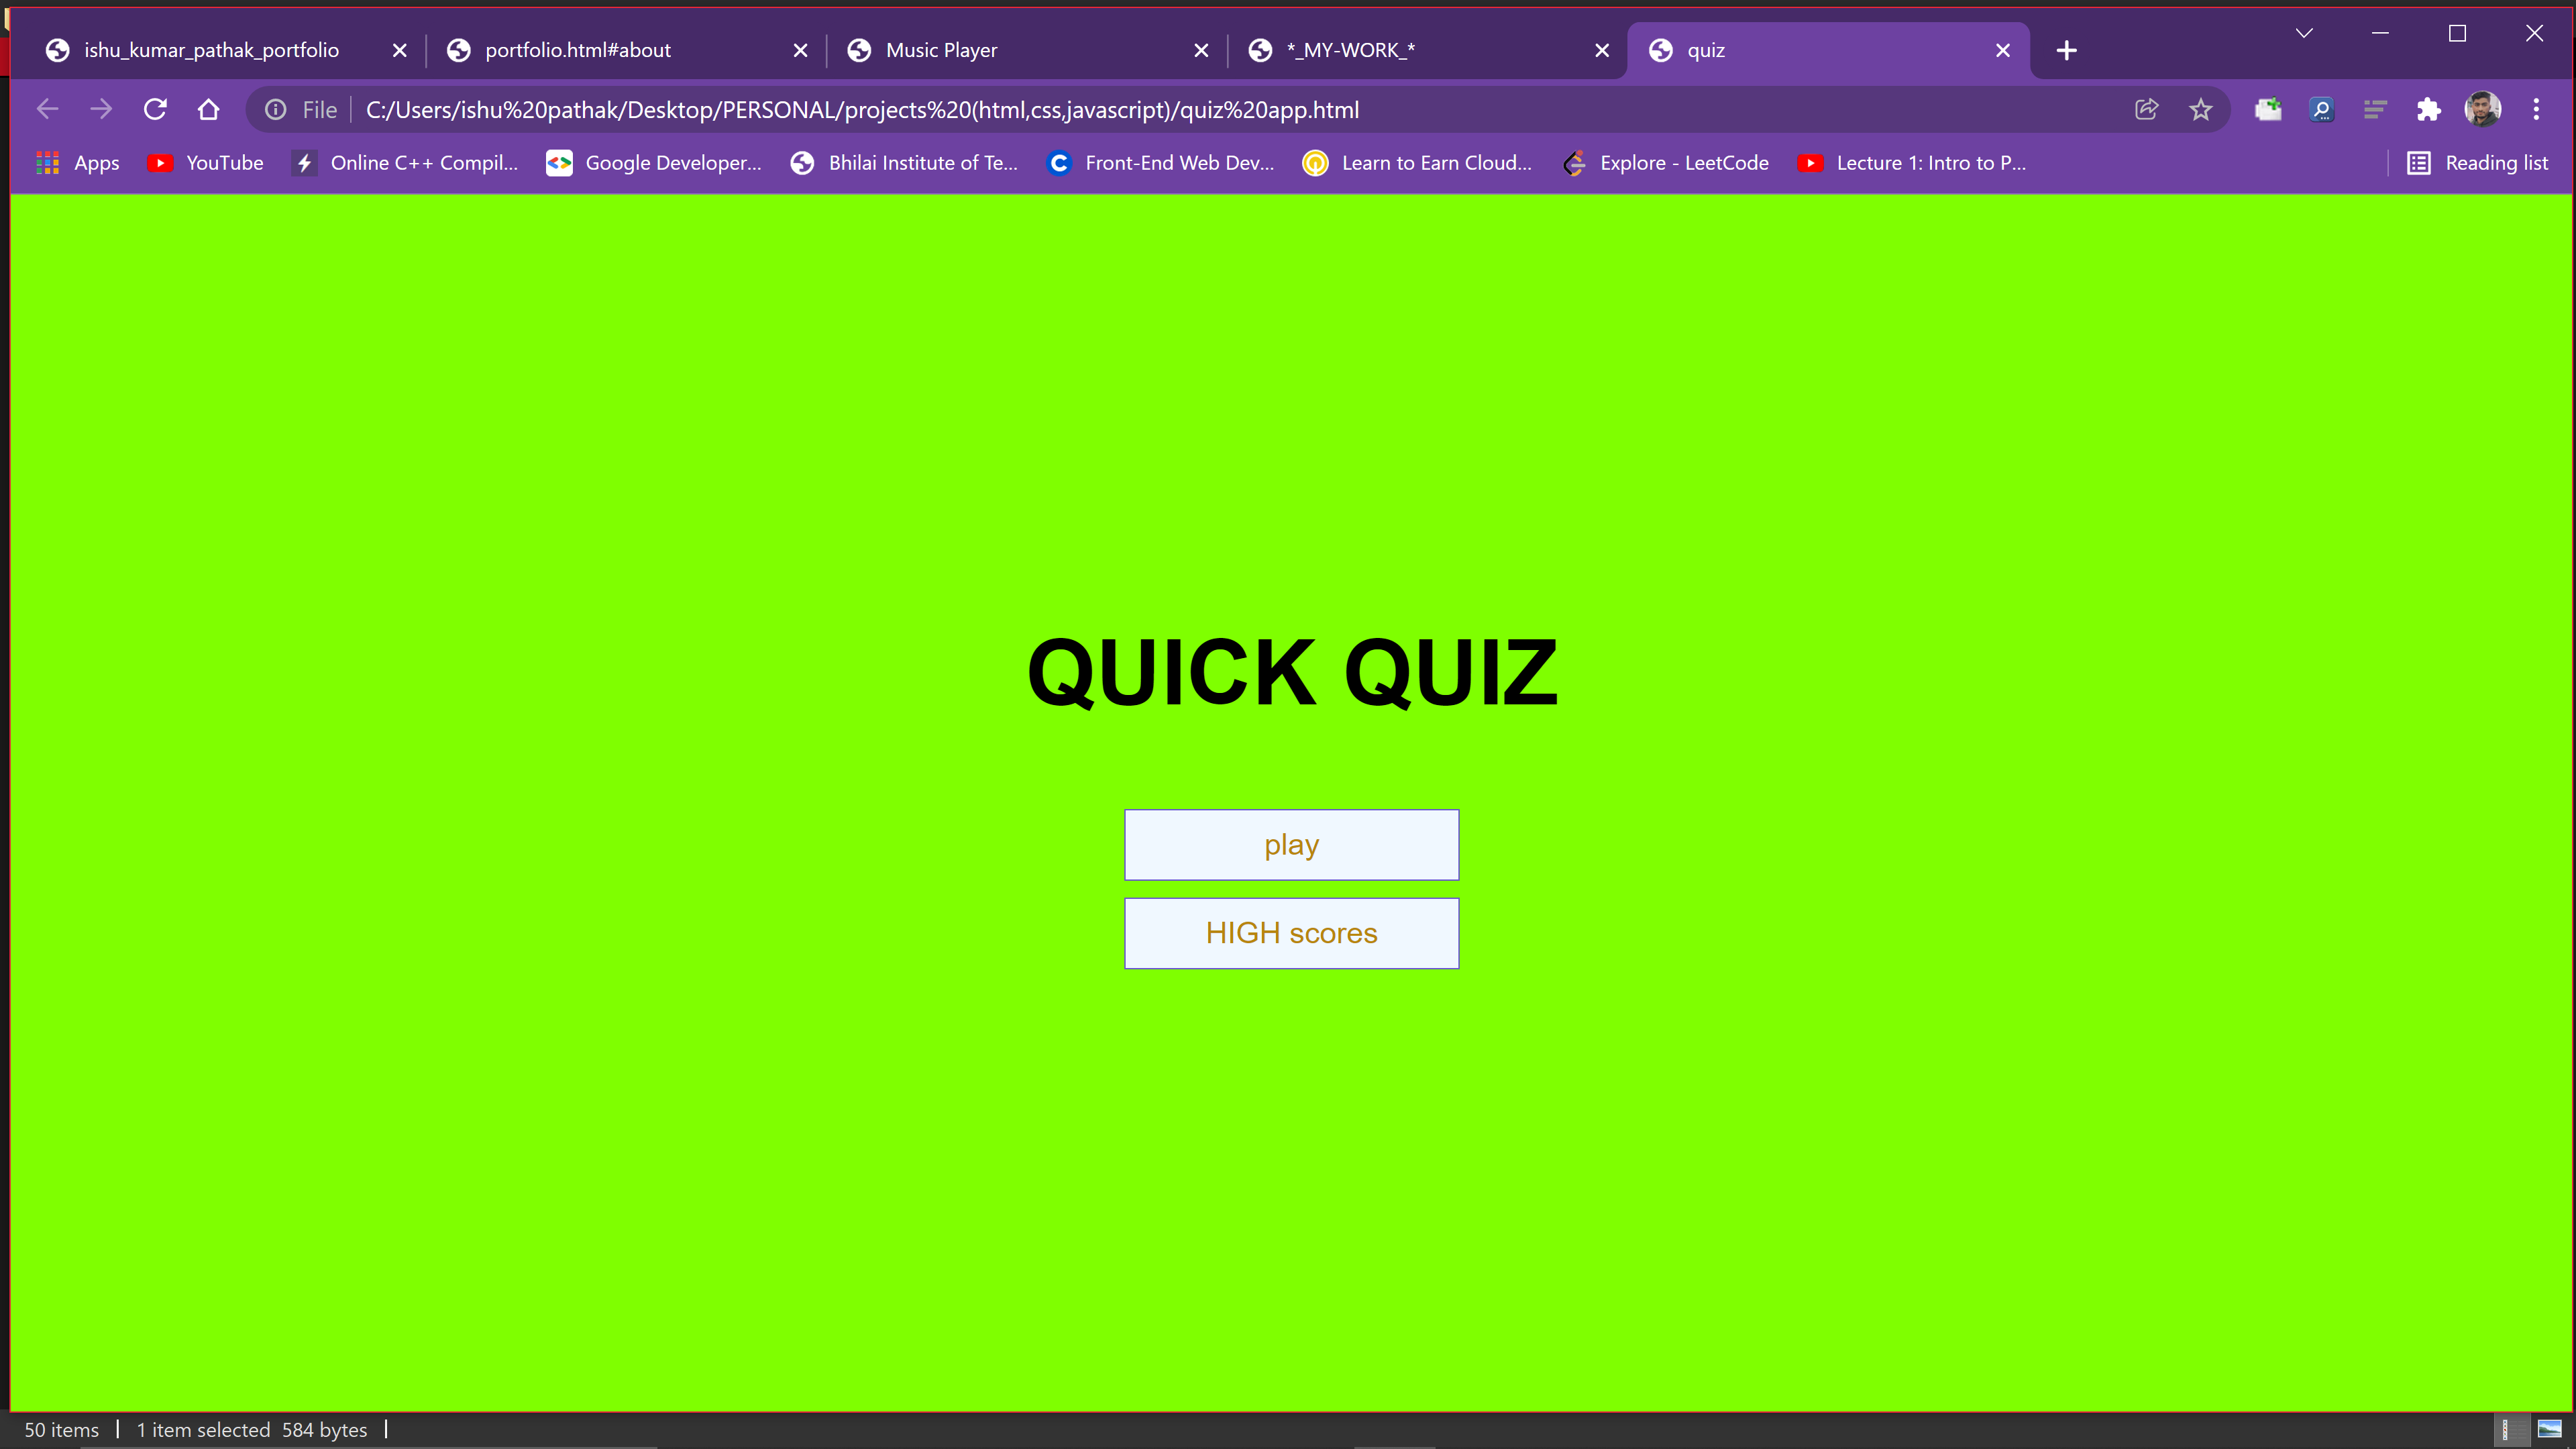 ishu_kumar_pathak_portfolio
portfolio.html#about
Music Player
*_MY-WORK_*
quiz
File C:/Users/ishu%20pathak/Desktop/PERSONAL/projects%20(html,css,javascript)/quiz%20app.html
Apps YouTube Online C++ Compil... Google Developer... Bhilai Institute of Te... Front-End Web Dev... Learn to Earn Cloud... Explore - LeetCode Lecture 1: Intro to P... Reading list
QUICK QUIZ
play
HIGH scores
50 items 1 item selected 584 bytes